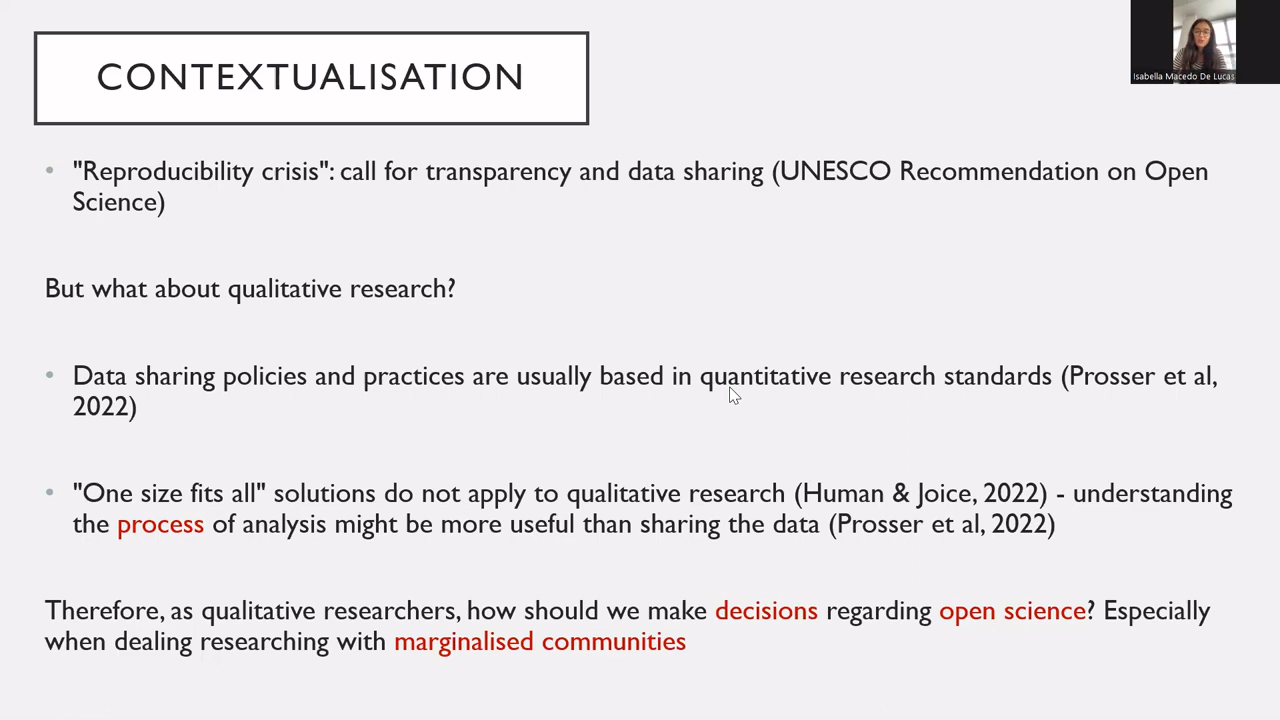 CONTEXTUALISATION
Isabella Macedo De Lucas
• "Reproducibility crisis": call for transparency and data sharing (UNESCO Recommendation on Open
Science)
But what about qualitative research?
• Data sharing policies and practices are usually based in quantitative research standards (Prosser et al,
2022)
• "One size fits all" solutions do not apply to qualitative research (Human & Joice, 2022) - understanding
the process of analysis might be more useful than sharing the data (Prosser et al, 2022)
Therefore, as qualitative researchers, how should we make decisions regarding open science? Especially
when dealing researching with marginalised communities